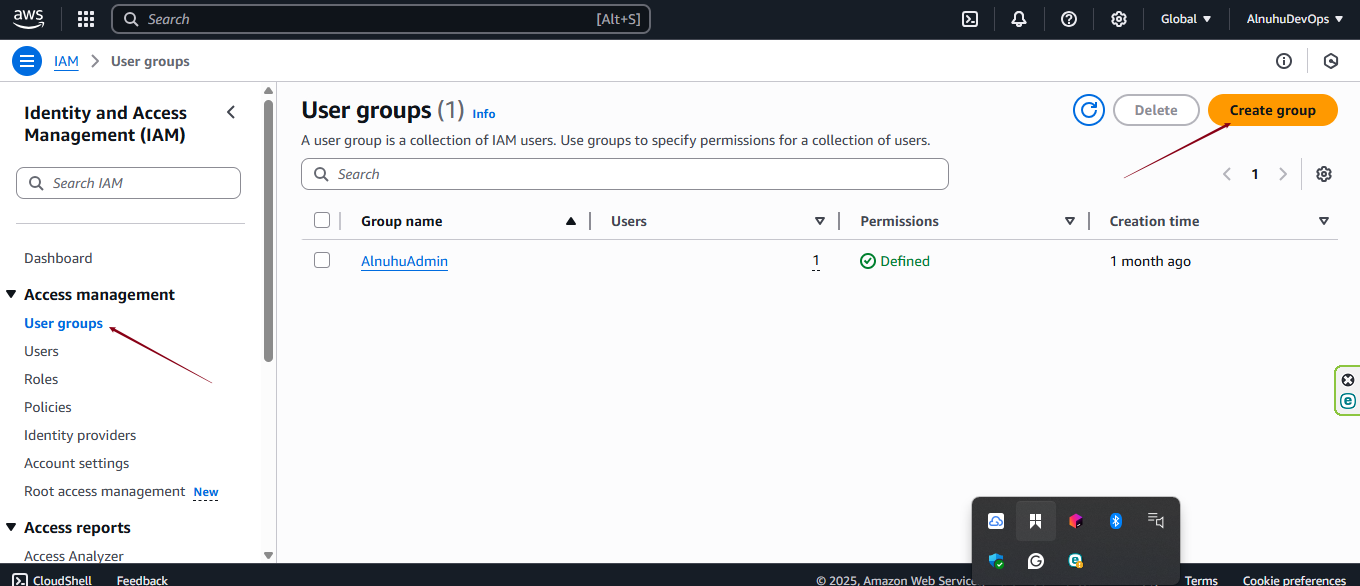 aws
Search [Alt+S]
Global
AlnuhuDevOps
IAM
User groups
Identity and Access
Management (IAM)
Search IAM
Dashboard
Access management
User groups
Users
Roles
Policies
Identity providers
Account settings
Root access management New
Access reports
Access Analyzer
User groups (1) Info
Delete
Create group
A user group is a collection of IAM users. Use groups to specify permissions for a collection of users.
Search
1
Group name Users Permissions Creation time
AlnuhuAdmin 1 Defined 1 month ago
CloudShell Feedback © 2025, Amazon Web Service Terms Cookie preferences